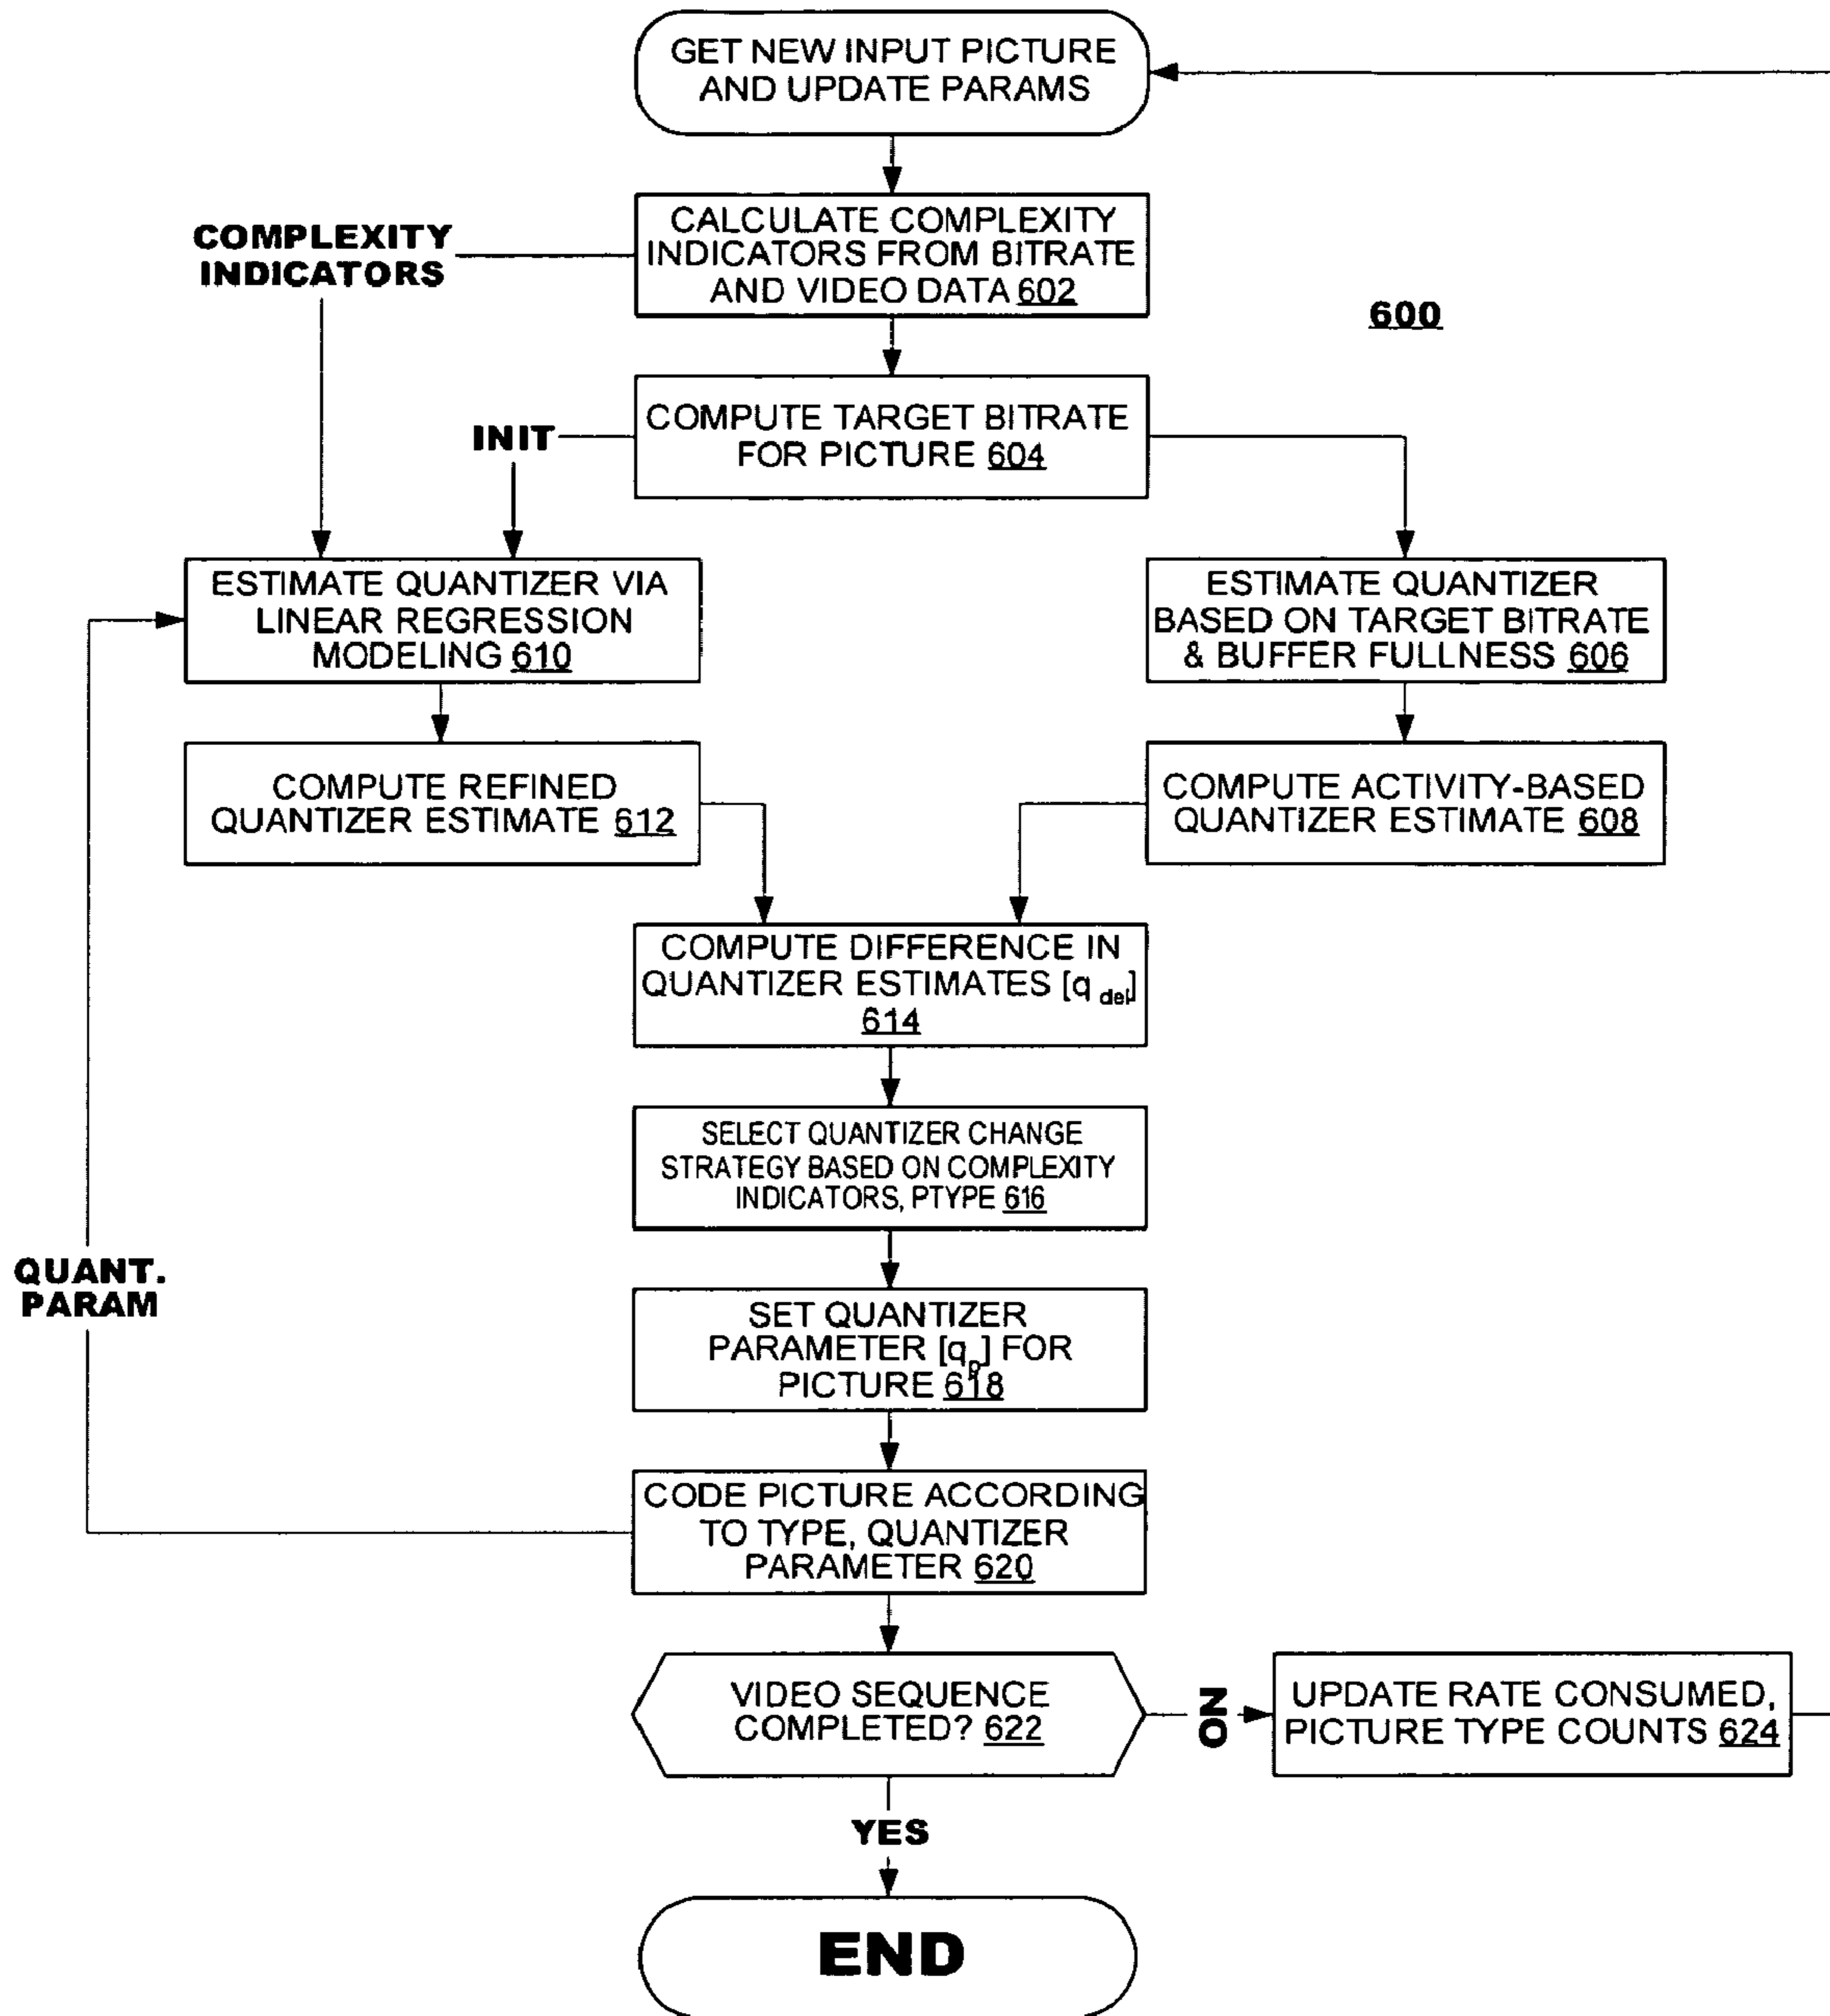 GET NEW INPUT PICTURE
AND UPDATE PARAMS
CALCULATE COMPLEXITY
INDICATORS FROM BITRATE
AND VIDEO DATA 602
COMPLEXITY
INDICATORS
600
COMPUTE TARGET BITRATE
FOR PICTURE 604
INIT
ESTIMATE QUANTIZER VIA
LINEAR REGRESSION
MODELING 610
ESTIMATE QUANTIZER
BASED ON TARGET BITRATE
& BUFFER FULLNESS 606
COMPUTE REFINED
QUANTIZER ESTIMATE 612
COMPUTE ACTIVITY-BASED
QUANTIZER ESTIMATE 608
COMPUTE DIFFERENCE IN
QUANTIZER ESTIMATES [q del]
614
SELECT QUANTIZER CHANGE
STRATEGY BASED ON COMPLEXITY
INDICATORS, PTYPE 616
QUANT.
PARAM
SET QUANTIZER
PARAMETER [qp] FOR
PICTURE 618
CODE PICTURE ACCORDING
TO TYPE, QUANTIZER
PARAMETER 620
VIDEO SEQUENCE
COMPLETED? 622
NO
UPDATE RATE CONSUMED,
PICTURE TYPE COUNTS 624
YES
END